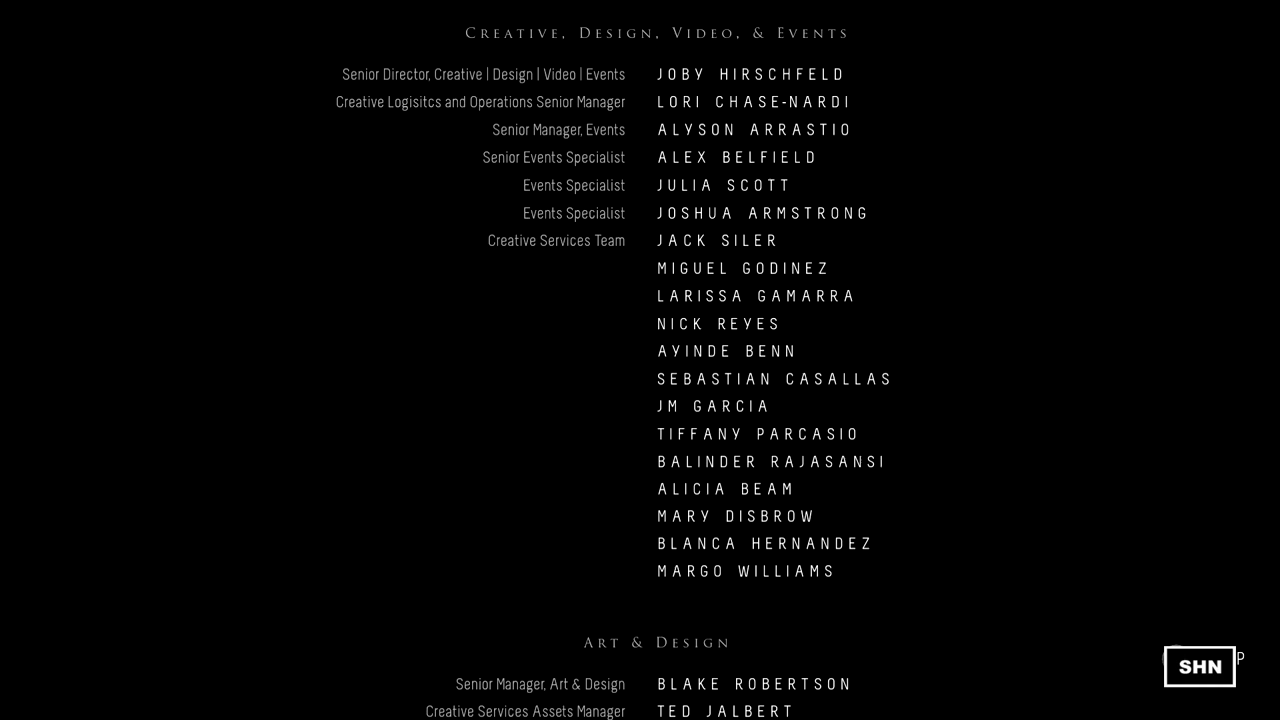 CREATIVE, DESIGN, VIDEO, & EVENTS
Senior Director, Creative | Design | Video | Events JOBY HIRSCHFELD
Creative Logisitcs and Operations Senior Manager LORI CHASE-NARDI
Senior Manager, Events ALYSON ARRASTIO
Senior Events Specialist ALEX BELFIELD
Events Specialist JULIA SCOTT
Events Specialist JOSHUA ARMSTRONG
Creative Services Team JACK SILER
MIGUEL GODINEZ
LARISSA GAMARRA
NICK REYES
AYINDE BENN
SEBASTIAN CASALLAS
JM GARCIA
TIFFANY PARCASIO
BALINDER RAJASANSI
ALICIA BEAM
MARY DISBROW
BLANCA HERNANDEZ
MARGO WILLIAMS
ART & DESIGN
Senior Manager, Art & Design BLAKE ROBERTSON
Creative Services Assets Manager TED JALBERT
SHN